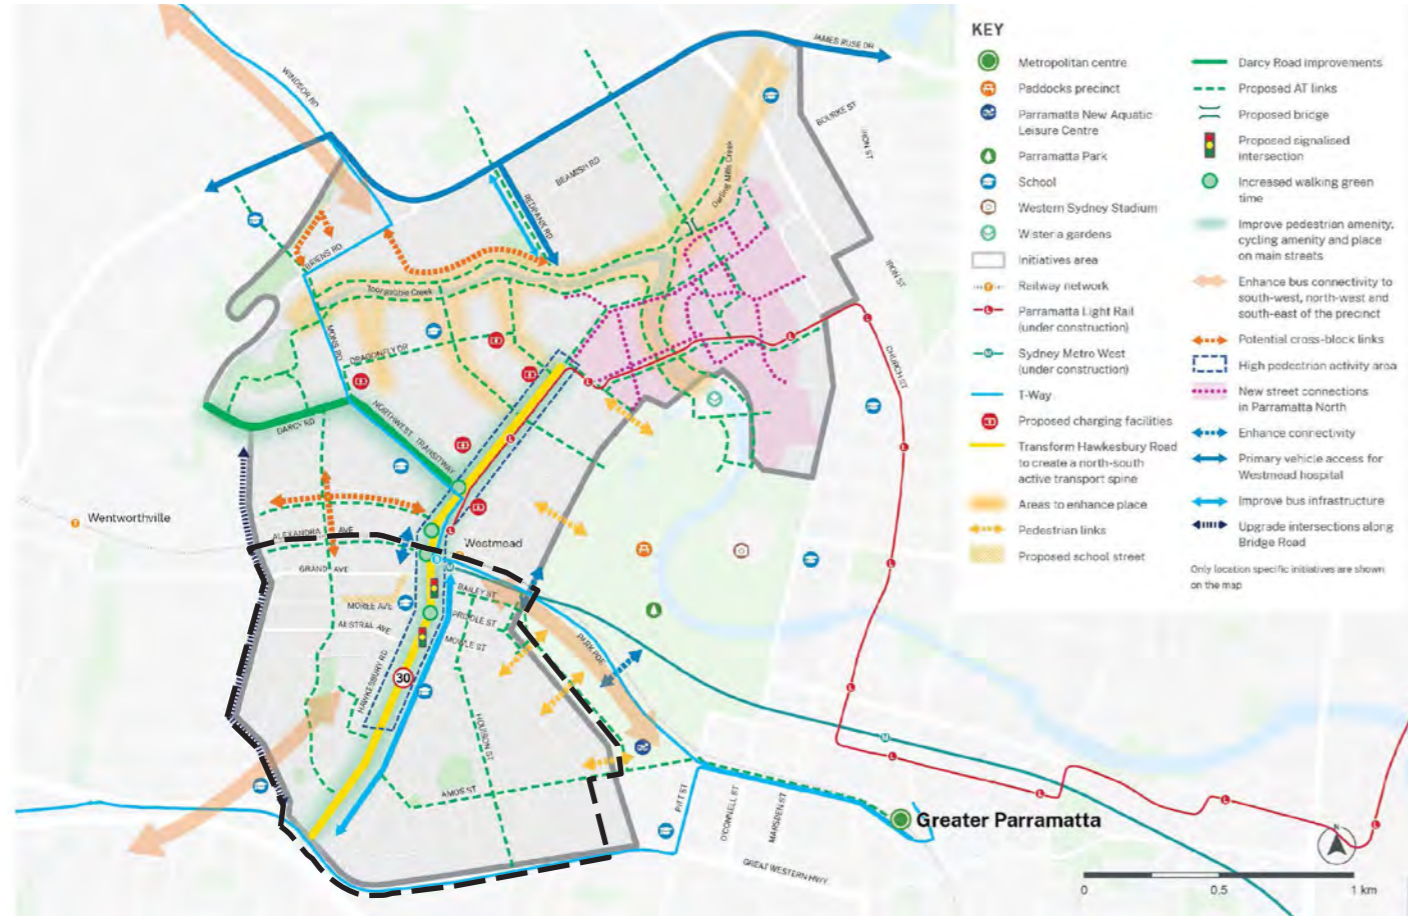 JAMES RUSE DR
WINDSOR RD
BOURKE ST
IRON ST
BEAMISH RD
Darling Mills Creek
REDBANK RD
BRIENS RD
IRON ST
Toongabbie Creek
MONS RD
DRAGONFLY DR
CHURCH ST
NORTHWEST TRANSITWAY
DARCY RD
Wentworthville
ALEXANDRA AVE
Westmead
GRAND AVE
BAILEY ST
MOREE AVE
PRIDDLE ST
AUSTRAL AVE
MOWLE ST
PARK PDE
HAWKESBURY RD
30
HOUISON ST
AMOS ST
PITT ST
O'CONNELL ST
MARSDEN ST
Greater Parramatta
GREAT WESTERN HWY
N
0
0.5
1 km
KEY
Metropolitan centre
Paddocks precinct
Parramatta New Aquatic
Leisure Centre
Parramatta Park
School
Western Sydney Stadium
Wisteria gardens
Initiatives area
Railway network
Parramatta Light Rail
(under construction)
Sydney Metro West
(under construction)
T-Way
Proposed charging facilities
Transform Hawkesbury Road
to create a north-south
active transport spine
Areas to enhance place
Pedestrian links
Proposed school street
Darcy Road improvements
Proposed AT links
Proposed bridge
Proposed signalised
intersection
Increased walking green
time
Improve pedestrian amenity,
cycling amenity and place
on main streets
Enhance bus connectivity to
south-west, north-west and
south-east of the precinct
Potential cross-block links
High pedestrian activity area
New street connections
in Parramatta North
Enhance connectivity
Primary vehicle access for
Westmead hospital
Improve bus infrastructure
Upgrade intersections along
Bridge Road
Only location specific initiatives are shown
on the map